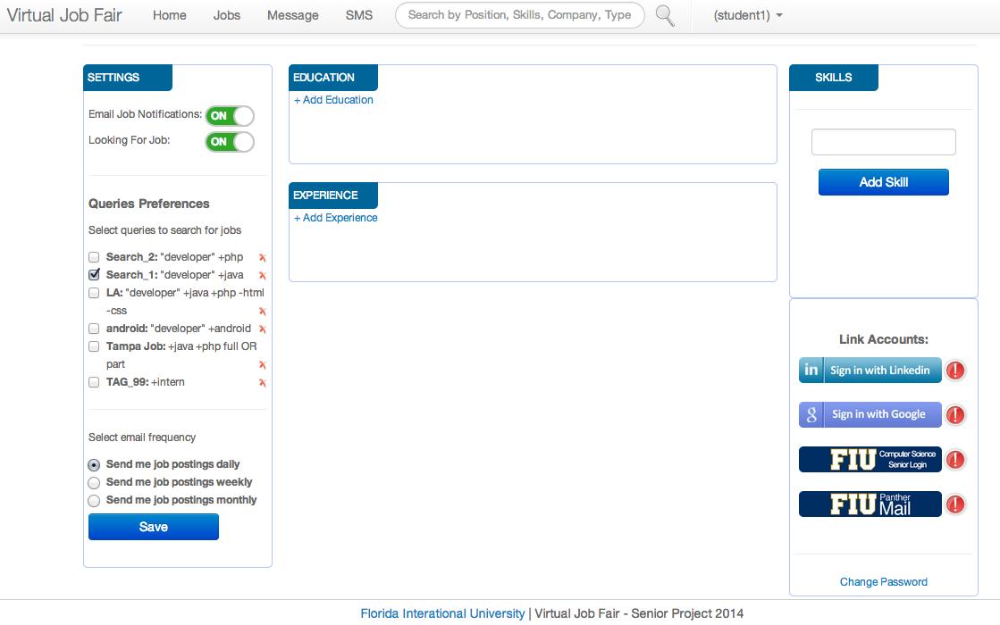 Virtual Job Fair
Home
Jobs
Message
SMS
Search by Position, Skills, Company, Type
(student1)
SETTINGS
Email Job Notifications: ON
Looking For Job: ON
Queries Preferences
Select queries to search for jobs
Search_2: "developer" +php
Search_1: "developer" +java
LA: "developer" +java +php -html
-css
android: "developer" +android
Tampa Job: +java +php full OR
part
TAG_99: +intern
Select email frequency
Send me job postings daily
Send me job postings weekly
Send me job postings monthly
Save
EDUCATION
+ Add Education
EXPERIENCE
+ Add Experience
SKILLS
Add Skill
Link Accounts:
in Sign in with Linkedin
g Sign in with Google
FIU Computer Science
Senior Login
FIU Panther
Mail
Change Password
Florida Interational University | Virtual Job Fair - Senior Project 2014